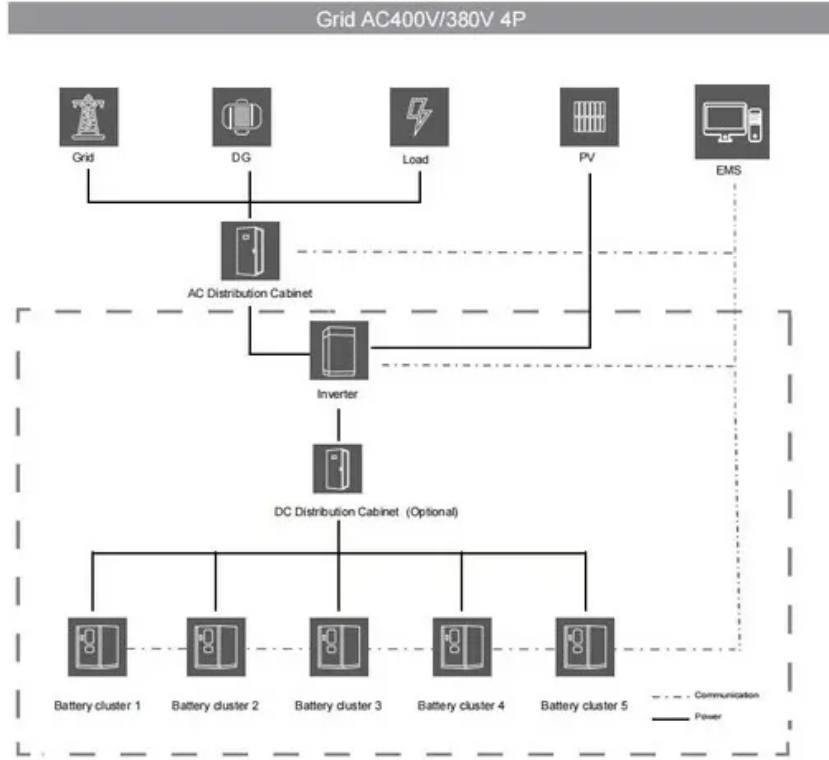 Grid AC400V/380V 4P
Grid
DG
Load
PV
EMS
AC Distribution Cabinet
Inverter
DC Distribution Cabinet (Optional)
Battery cluster 1
Battery cluster 2
Battery cluster 3
Battery cluster 4
Battery cluster 5
Communication
Power